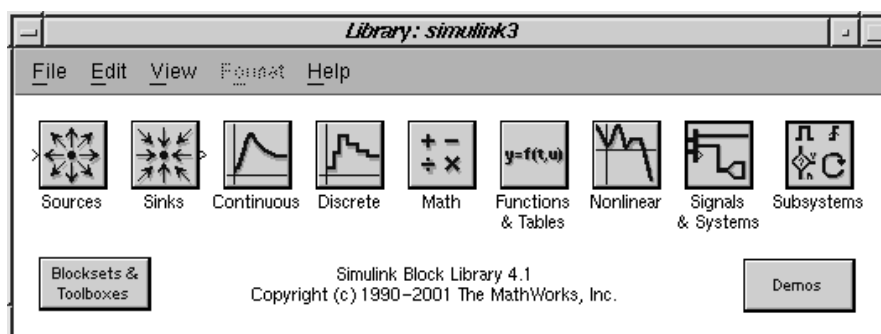 Library: simulink3
File Edit View Format Help
y=f(t,u)
Sources Sinks Continuous Discrete Math Functions & Tables Nonlinear Signals & Systems Subsystems
Blocksets & Toolboxes
Simulink Block Library 4.1
Copyright (c) 1990-2001 The MathWorks, Inc.
Demos